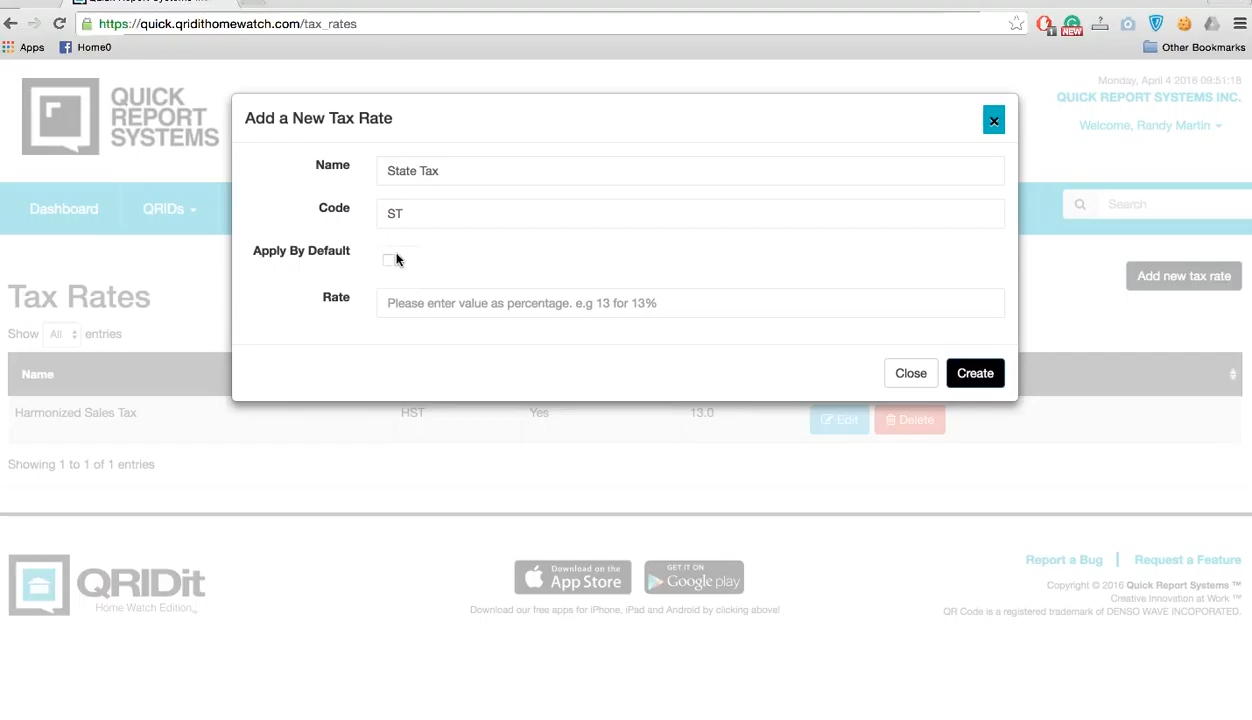 https://quick.qridithomewatch.com/tax_rates
1
NEW
Apps
Home0
Other Bookmarks
QUICK
REPORT
SYSTEMS
Monday, April 4 2016 09:51:18
QUICK REPORT SYSTEMS INC.
Welcome, Randy Martin
Dashboard
QRIDs
Search
Add a New Tax Rate
×
Name
State Tax
Code
ST
Apply By Default
Rate
Please enter value as percentage. e.g 13 for 13%
Close
Create
Tax Rates
Add new tax rate
Show All entries
Name
Harmonized Sales Tax HST Yes 13.0 Edit Delete
Showing 1 to 1 of 1 entries
QRIDit
Home Watch Edition
Download on the
App Store
GET IT ON
Google play
Download our free apps for iPhone, iPad and Android by clicking above!
Report a Bug | Request a Feature
Copyright © 2016 Quick Report Systems ™
Creative Innovation at Work ™
QR Code is a registered trademark of DENSO WAVE INCOPORATED.